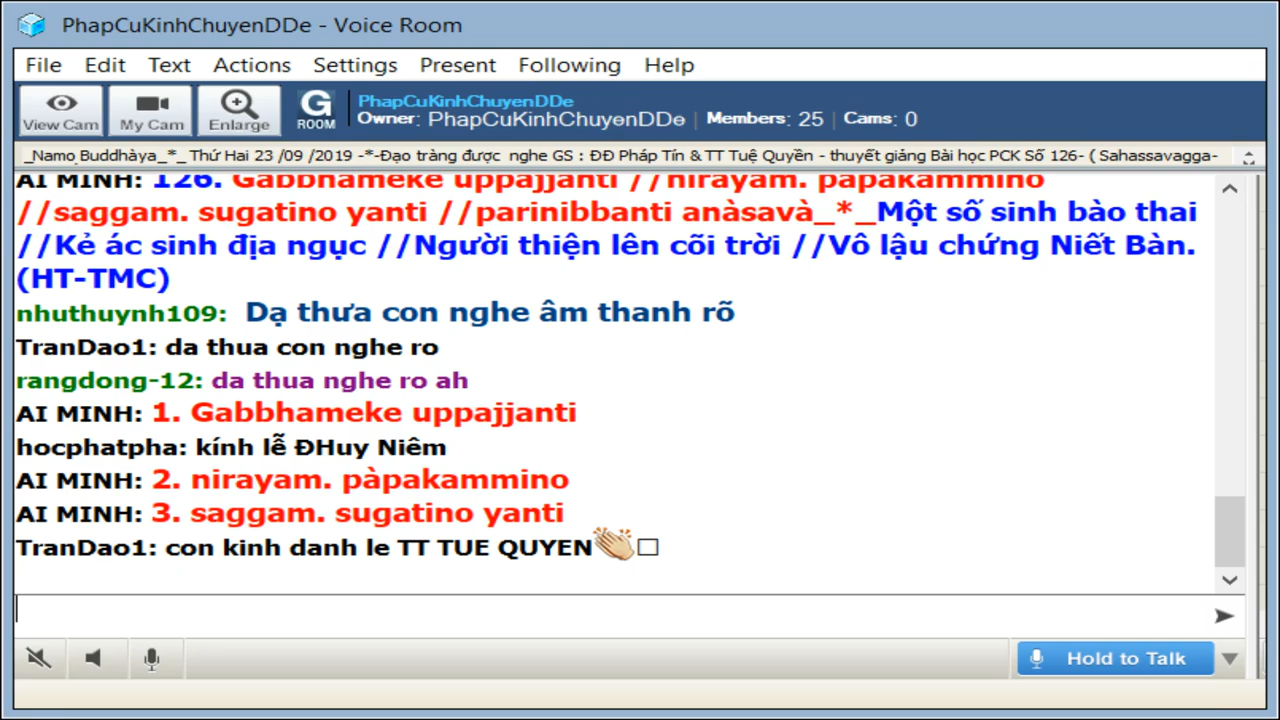 PhapCuKinhChuyenDDe - Voice Room
File Edit Text Actions Settings Present Following Help
View Cam My Cam Enlarge G ROOM PhapCuKinhChuyenDDe
Owner: PhapCuKinhChuyenDDe | Members: 25 | Cams: 0
_Namo Buddhàya_*_ Thứ Hai 23 /09 /2019 -*-Đạo tràng được nghe GS : ĐĐ Pháp Tín & TT Tuệ Quyền - thuyết giảng Bài học PCK Số 126- ( Sahassavagga-
AI MINH: 126. Gabbhameke uppajjanti //nirayam. pàpakammino
//saggam. sugatino yanti //parinibbanti anàsavà_*_Một số sinh bào thai
//Kẻ ác sinh địa ngục //Người thiện lên cõi trời //Vô lậu chứng Niết Bàn.
(HT-TMC)
nhuthuynh109: Dạ thưa con nghe âm thanh rõ
TranDao1: da thua con nghe ro
rangdong-12: da thua nghe ro ah
AI MINH: 1. Gabbhameke uppajjanti
hocphatpha: kính lễ ĐHuy Niêm
AI MINH: 2. nirayam. pàpakammino
AI MINH: 3. saggam. sugatino yanti
TranDao1: con kinh danh le TT TUE QUYEN👏□
Hold to Talk